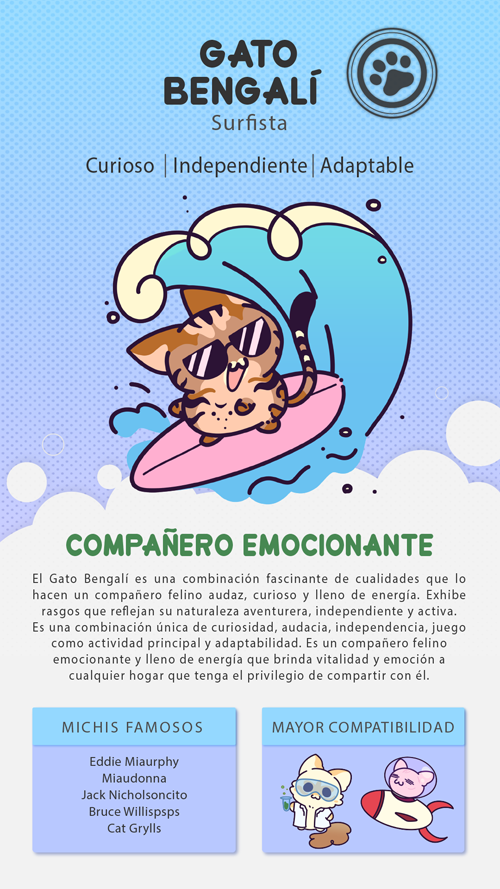 GATO
BENGALÍ
Surfista
Curioso | Independiente | Adaptable
COMPAÑERO EMOCIONANTE
El Gato Bengalí es una combinación fascinante de cualidades que lo
hacen un compañero felino audaz, curioso y lleno de energía. Exhibe
rasgos que reflejan su naturaleza aventurera, independiente y activa.
Es una combinación única de curiosidad, audacia, independencia, juego
como actividad principal y adaptabilidad. Es un compañero felino
emocionante y lleno de energía que brinda vitalidad y emoción a
cualquier hogar que tenga el privilegio de compartir con él.
MICHIS FAMOSOS
Eddie Miaurphy
Miaudonna
Jack Nicholsoncito
Bruce Willispsps
Cat Grylls
MAYOR COMPATIBILIDAD